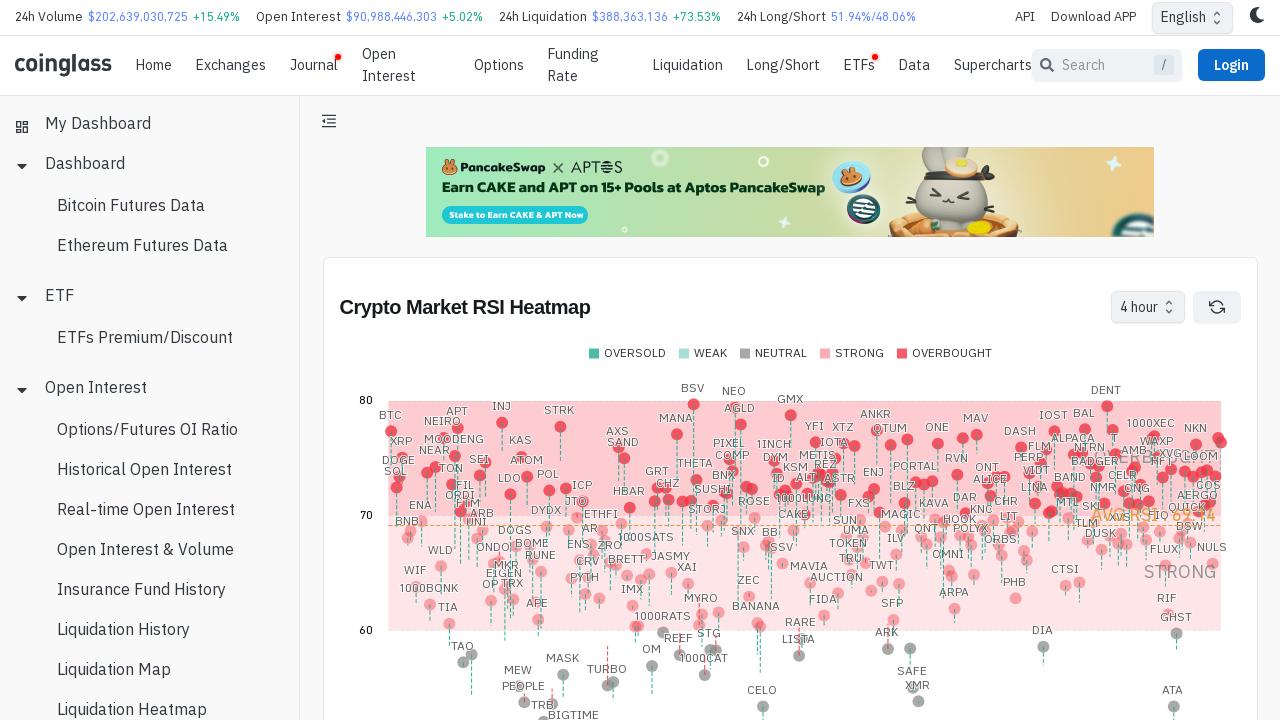 24h Volume $202,639,030,725 +15.49% Open Interest $90,988,446,303 +5.02% 24h Liquidation $388,363,136 +73.53% 24h Long/Short 51.94%/48.06% API Download APP English
coinglass Home Exchanges Journal Open Interest Options Funding Rate Liquidation Long/Short ETFs Data Supercharts Search / Login
My Dashboard
Dashboard
Bitcoin Futures Data
Ethereum Futures Data
ETF
ETFs Premium/Discount
Open Interest
Options/Futures OI Ratio
Historical Open Interest
Real-time Open Interest
Open Interest & Volume
Insurance Fund History
Liquidation History
Liquidation Map
Liquidation Heatmap
PancakeSwap X APTOS
Earn CAKE and APT on 15+ Pools at Aptos PancakeSwap
Stake to Earn CAKE & APT Now
Crypto Market RSI Heatmap
4 hour
OVERSOLD WEAK NEUTRAL STRONG OVERBOUGHT
80
BSV NEO DENT
GMX
BTC APT INJ STRK AGLD
NEIRO MANA ANKR IOST BAL
YFI XTZ QTUM ONE MAV 1000XEC NKN
XRP MOODENG KAS AXS SAND PIXEL 1INCH IOTA DASH ALPACA WAXP
NEAR COMP METIS FLM NTRN AMB XVG
DOGE SEI ATOM THETA DYM REZ RVN PERP BADGER HFT LOOM
SOL TON POL GRT BNX KSM ENJ PORTAL ONT VIDT CELR
FIL LDO ICP CHZ SUSHI ID ASTR ALICE BAND NMR CNG COS
ORDI HBAR ROSE 1000LUNC BLZ LINA AERGO
ENA JTO STORJ FXS KAVA DAR CHR MTL SKL
70
BNB ARB DYDX ETHFI CAKE SUN MAGIC HOOK KNC LIT XVS QUICK
UNI DOGS AR SNX BB UMA ONT POLYX TLM BSW
WLD ONDO BOME ENS ZRO 1000SATS SSV TOKEN ILV ORBS DUSK FLUX NULS
RUNE JASMY TRU OMNI
WIF MKR EIGEN CRV BRETT XAI MAVIA TWT CTSI STRONG
1000BONK OP TRX PYTH IMX ZEC AUCTION PHB
TIA APE 1000RATS MYRO BANANA FIDA SFP ARPA RIF
60
STG RARE ARK DIA GHST
TAO REEF LISTA
MEW MASK OM 1000CAT SAFE
PEOPLE TURBO CELO XMR ATA
TRB BIGTIME